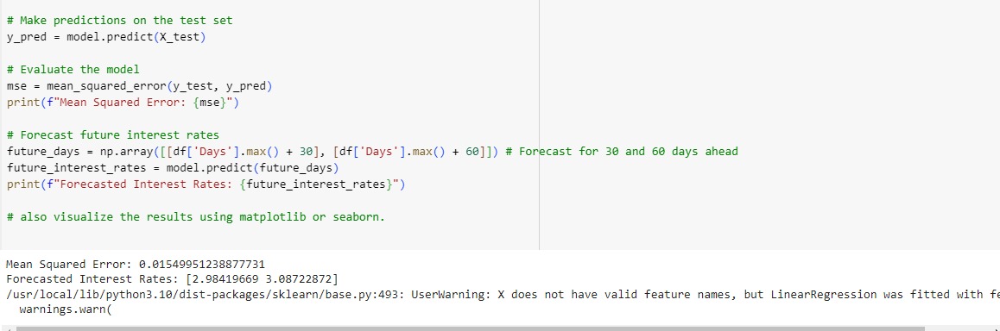 # Make predictions on the test set
y_pred = model.predict(X_test)
# Evaluate the model
mse = mean_squared_error(y_test, y_pred)
print(f"Mean Squared Error: {mse}")
# Forecast future interest rates
future_days = np.array([[df['Days'].max() + 30], [df['Days'].max() + 60]]) # Forecast for 30 and 60 days ahead
future_interest_rates = model.predict(future_days)
print(f"Forecasted Interest Rates: {future_interest_rates}")
# also visualize the results using matplotlib or seaborn.
Mean Squared Error: 0.01549951238877731
Forecasted Interest Rates: [2.98419669 3.08722872]
/usr/local/lib/python3.10/dist-packages/sklearn/base.py:493: UserWarning: X does not have valid feature names, but LinearRegression was fitted with
warnings.warn(